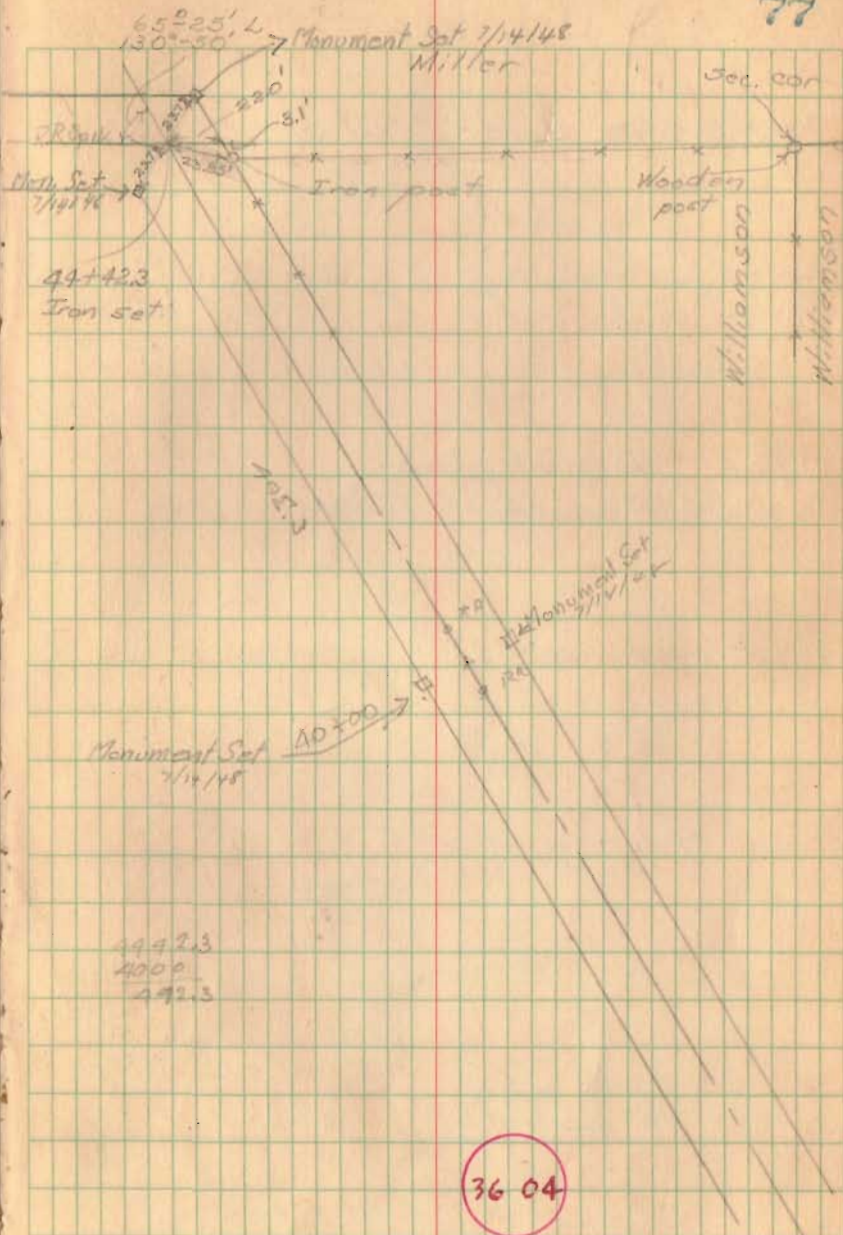 77
65°25' L
130°-50'
Monument Set 7/14/48
Miller
Sec. cor
22.0'
3.1'
Iron post
Wooden
post
Mon. Set
7/14/48
44+42.3
Iron set
Williamson
Williamson
Monument Set
7/14/48
RR
40+00
Monument Set
7/14/48
4442.3
4000
442.3
36 04